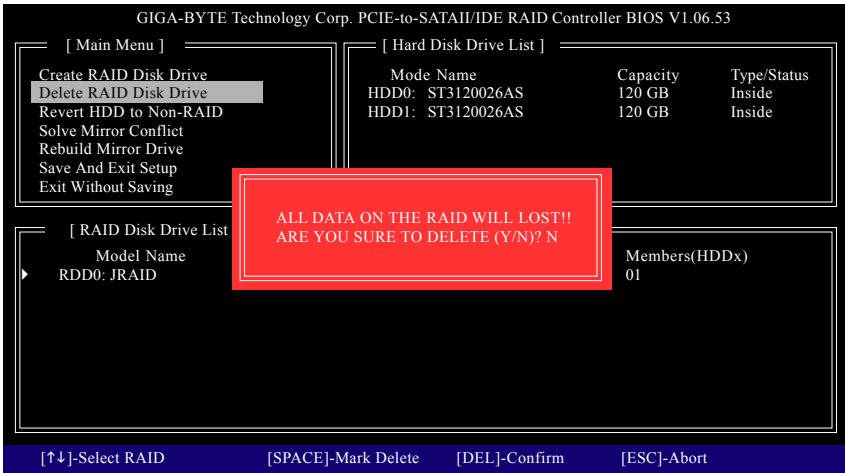 GIGA-BYTE Technology Corp. PCIE-to-SATAII/IDE RAID Controller BIOS V1.06.53
[ Main Menu ]
Create RAID Disk Drive
Delete RAID Disk Drive
Revert HDD to Non-RAID
Solve Mirror Conflict
Rebuild Mirror Drive
Save And Exit Setup
Exit Without Saving
[ Hard Disk Drive List ]
Mode Name Capacity Type/Status
HDD0: ST3120026AS 120 GB Inside
HDD1: ST3120026AS 120 GB Inside
ALL DATA ON THE RAID WILL LOST!!
ARE YOU SURE TO DELETE (Y/N)? N
[ RAID Disk Drive List
Model Name Members(HDDx)
RDD0: JRAID 01
[↑↓]-Select RAID [SPACE]-Mark Delete [DEL]-Confirm [ESC]-Abort